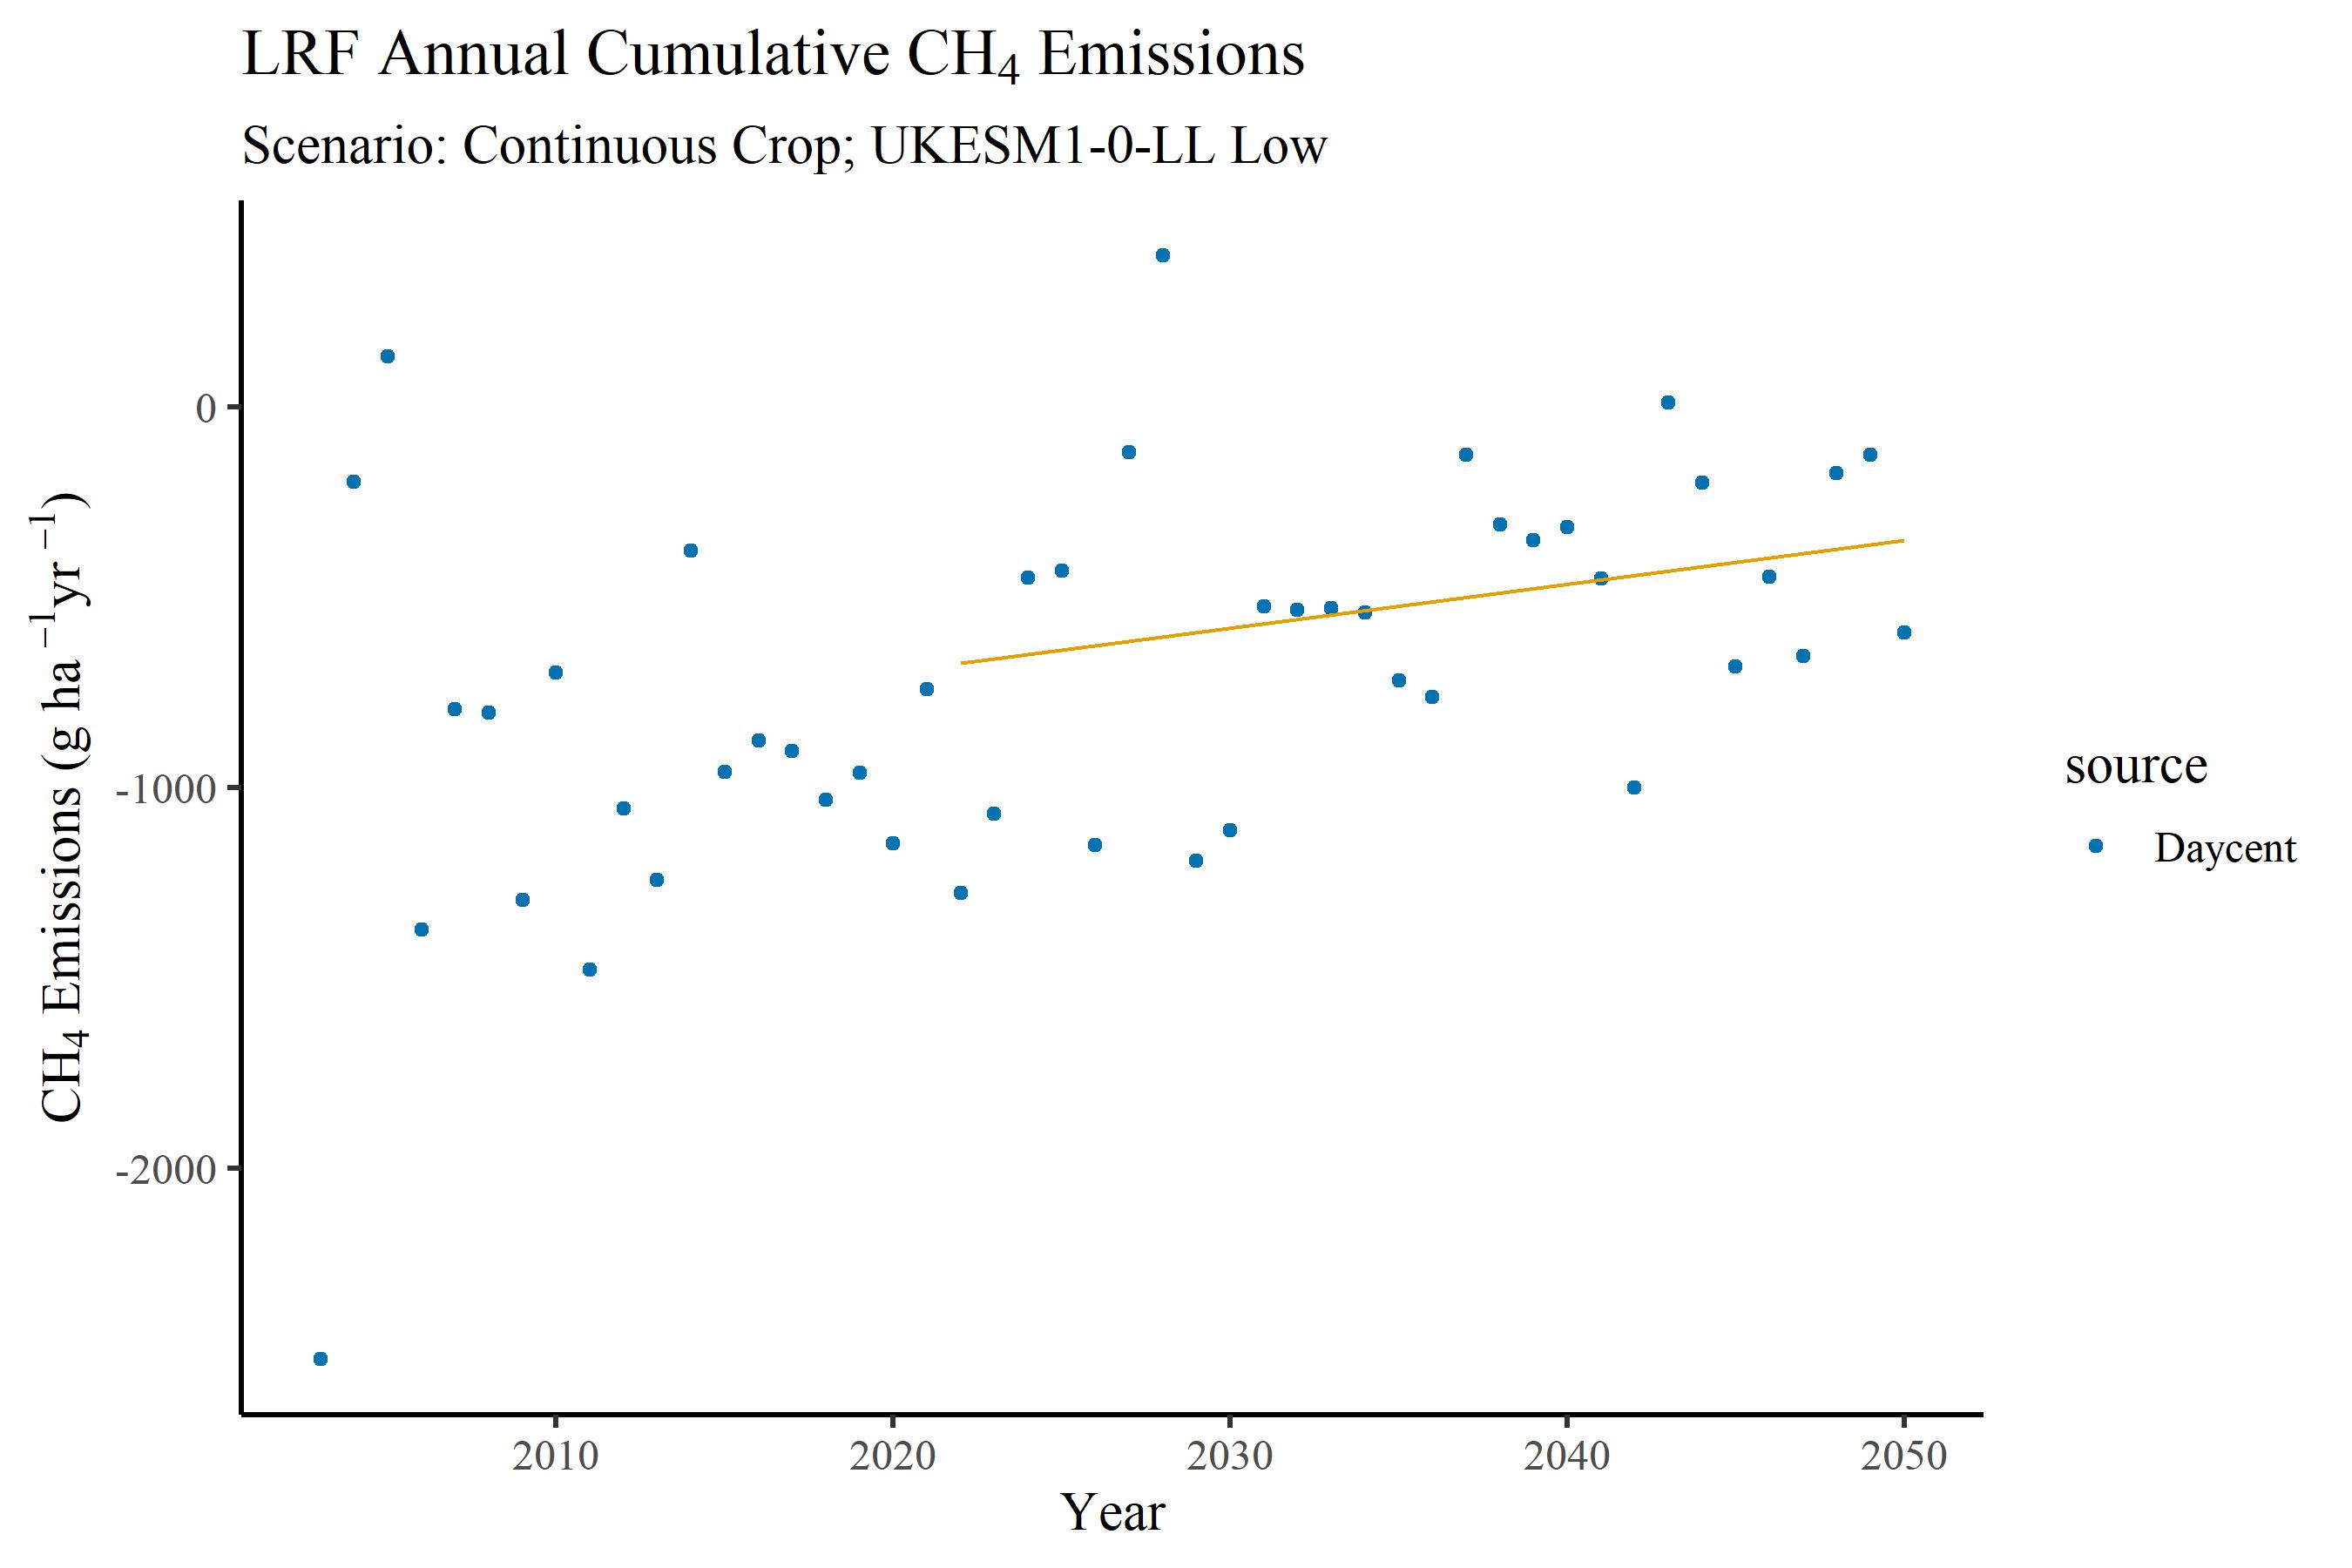 LRF Annual Cumulative CH₄ Emissions
Scenario: Continuous Crop; UKESM1-0-LL Low
CH₄ Emissions (g ha ⁻¹yr ⁻¹)
0
-1000
-2000
2010 2020 2030 2040 2050
Year
source
Daycent